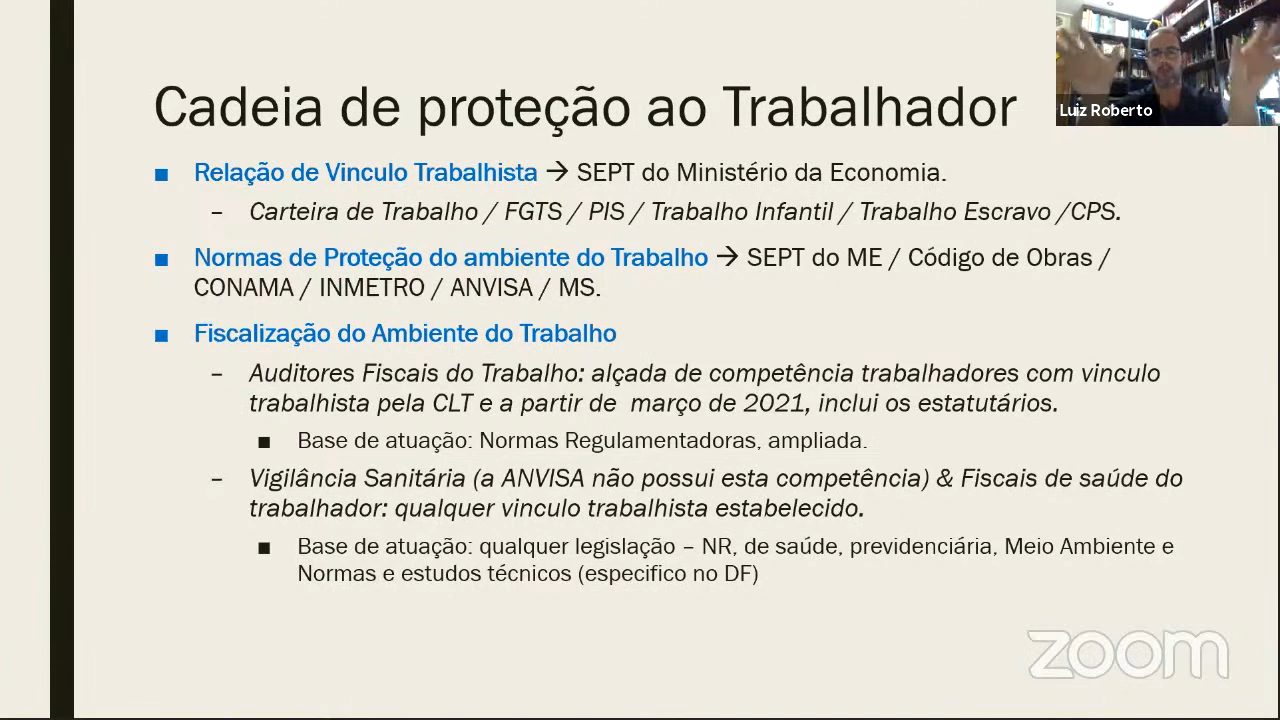 Cadeia de proteção ao Trabalhador
Luiz Roberto
■ Relação de Vinculo Trabalhista → SEPT do Ministério da Economia.
– Carteira de Trabalho / FGTS / PIS / Trabalho Infantil / Trabalho Escravo /CPS.
■ Normas de Proteção do ambiente do Trabalho → SEPT do ME / Código de Obras /
CONAMA / INMETRO / ANVISA / MS.
■ Fiscalização do Ambiente do Trabalho
– Auditores Fiscais do Trabalho: alçada de competência trabalhadores com vinculo
trabalhista pela CLT e a partir de março de 2021, inclui os estatutários.
■ Base de atuação: Normas Regulamentadoras, ampliada.
– Vigilância Sanitária (a ANVISA não possui esta competência) & Fiscais de saúde do
trabalhador: qualquer vinculo trabalhista estabelecido.
■ Base de atuação: qualquer legislação – NR, de saúde, previdenciária, Meio Ambiente e
Normas e estudos técnicos (especifico no DF)
zoom